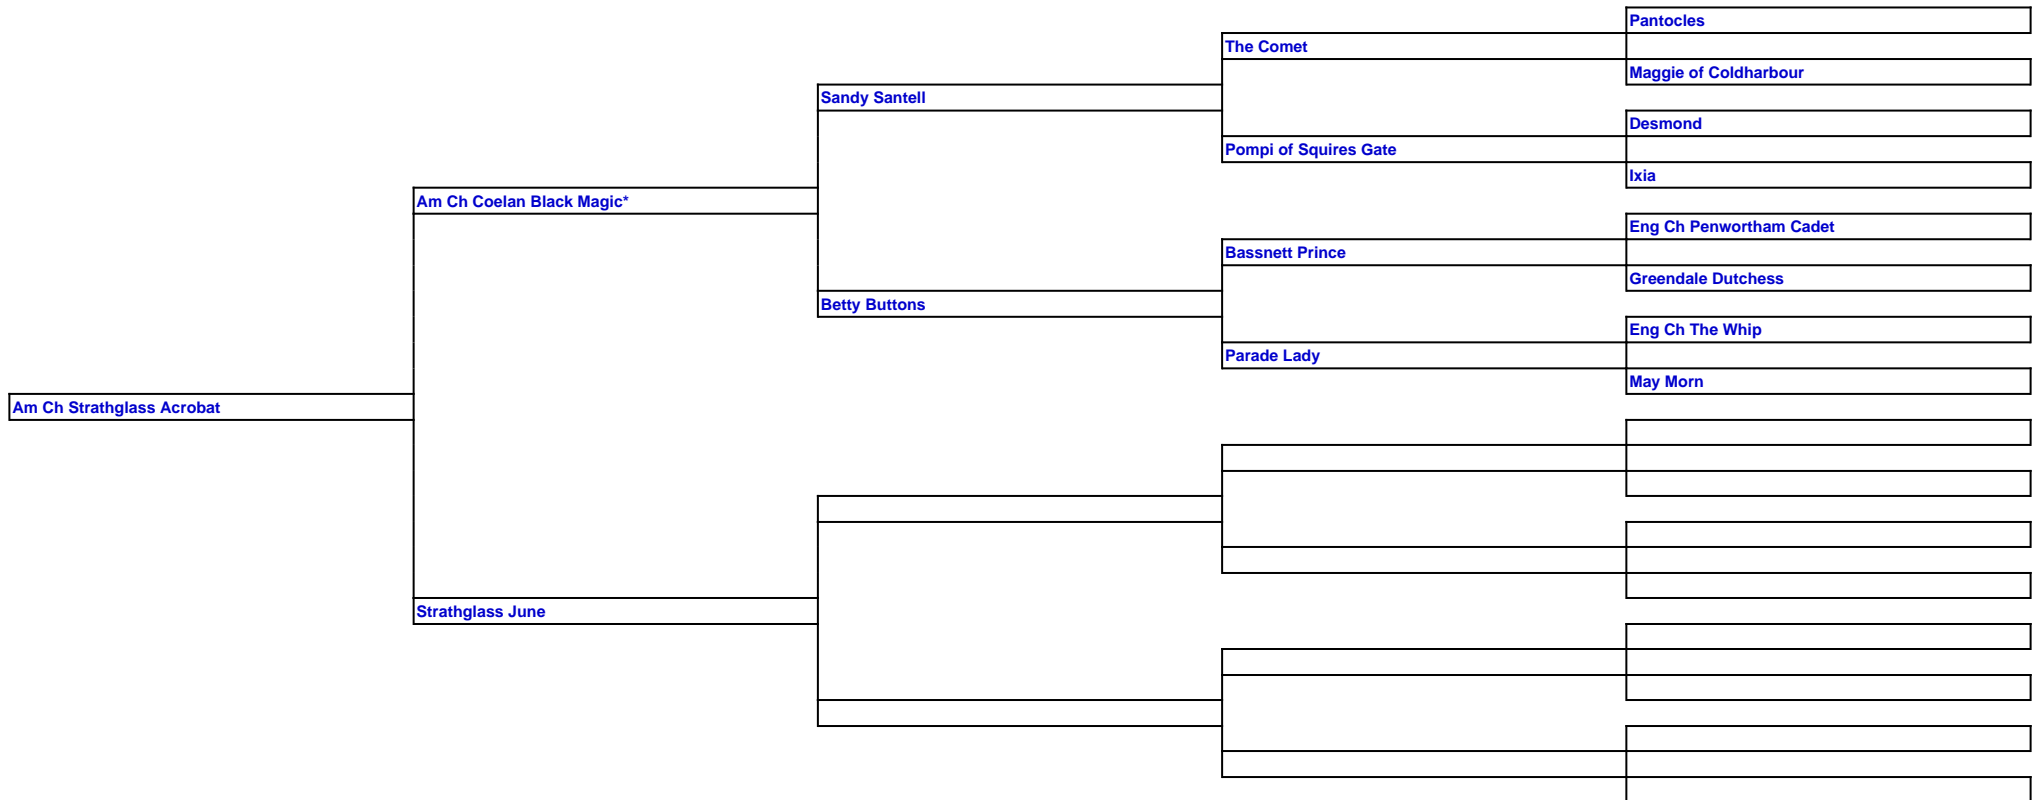 Pantocles
The Comet
Maggie of Coldharbour
Sandy Santell
Desmond
Pompi of Squires Gate
Ixia
Am Ch Coelan Black Magic*
Eng Ch Penwortham Cadet
Bassnett Prince
Greendale Dutchess
Betty Buttons
Eng Ch The Whip
Parade Lady
May Morn
Am Ch Strathglass Acrobat
Strathglass June